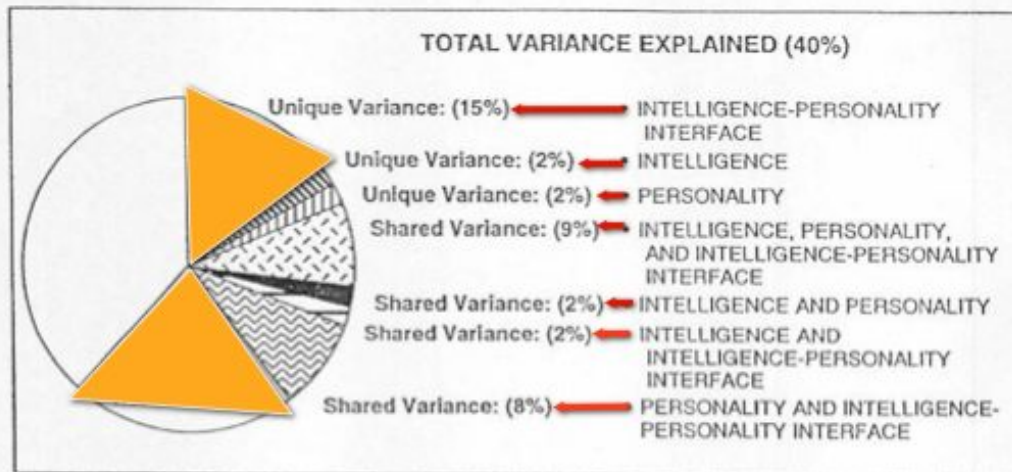 TOTAL VARIANCE EXPLAINED (40%)
Unique Variance: (15%) INTELLIGENCE-PERSONALITY
INTERFACE
Unique Variance: (2%) INTELLIGENCE
Unique Variance: (2%) PERSONALITY
Shared Variance: (9%) INTELLIGENCE, PERSONALITY,
AND INTELLIGENCE-PERSONALITY
INTERFACE
Shared Variance: (2%) INTELLIGENCE AND PERSONALITY
Shared Variance: (2%) INTELLIGENCE AND
INTELLIGENCE-PERSONALITY
INTERFACE
Shared Variance: (8%) PERSONALITY AND INTELLIGENCE-
PERSONALITY INTERFACE